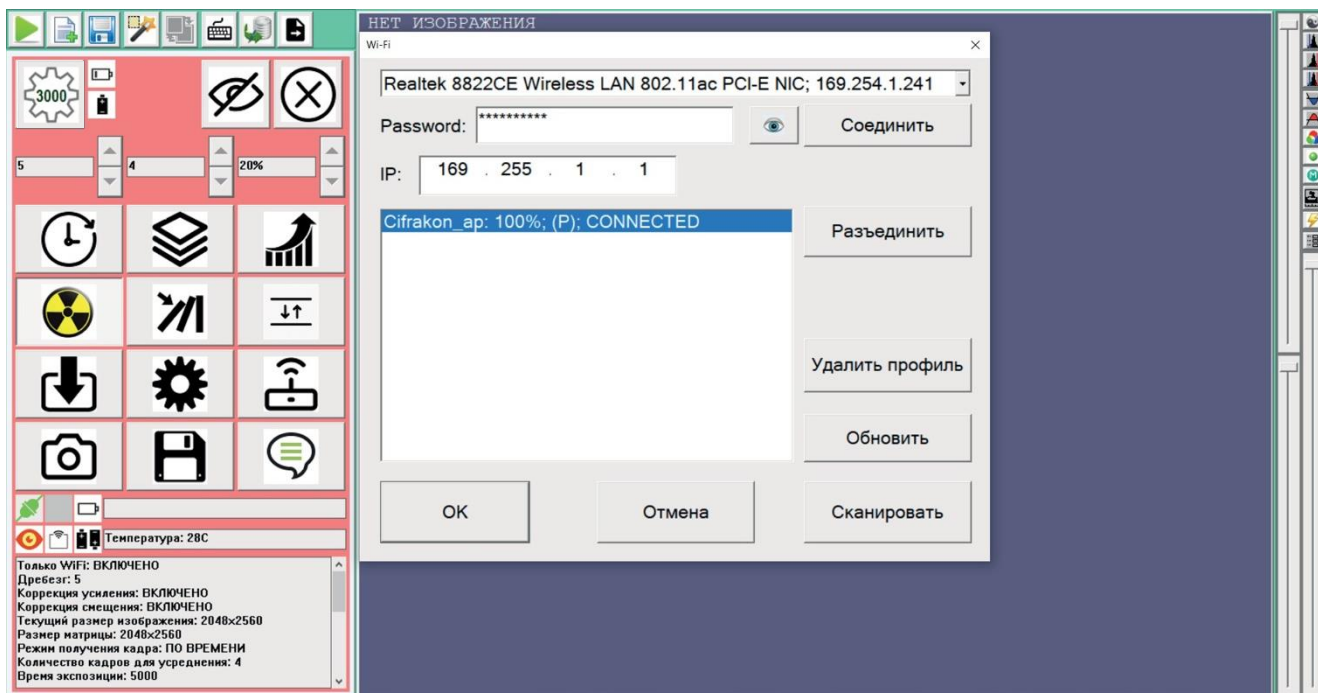 НЕТ ИЗОБРАЖЕНИЯ
Wi-Fi
3000
5
4
20%
Realtek 8822CE Wireless LAN 802.11ac PCI-E NIC; 169.254.1.241
Password: **********
Соединить
IP: 169 . 255 . 1 . 1
Cifrakon_ap: 100%; (P); CONNECTED
Разъединить
Удалить профиль
Обновить
OK
Отмена
Сканировать
Температура: 28C
Только WiFi: ВКЛЮЧЕНО
Дребезг: 5
Коррекция усиления: ВКЛЮЧЕНО
Коррекция смещения: ВКЛЮЧЕНО
Текущий размер изображения: 2048x2560
Размер матрицы: 2048x2560
Режим получения кадра: ПО ВРЕМЕНИ
Количество кадров для усреднения: 4
Время экспозиции: 5000
M